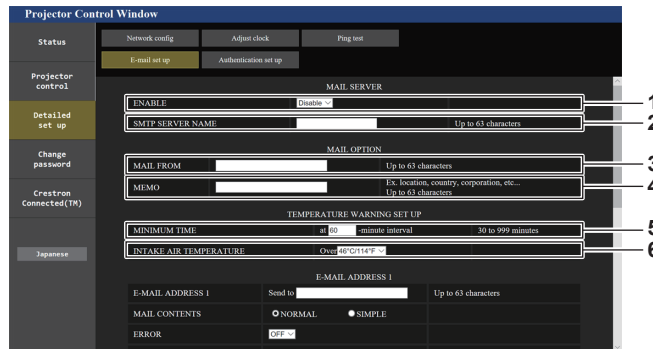 Projector Control Window
Status
Network config
Adjust clock
Ping test
E-mail set up
Authentication set up
Projector
control
Detailed
set up
Change
password
Crestron
Connected(TM)
Japanese
MAIL SERVER
ENABLE Disable 1
SMTP SERVER NAME Up to 63 characters 2
MAIL OPTION
MAIL FROM Up to 63 characters 3
MEMO Ex. location, country, corporation, etc... 4
Up to 63 characters
TEMPERATURE WARNING SET UP
MINIMUM TIME at 60 -minute interval 30 to 999 minutes 5
INTAKE AIR TEMPERATURE Over 46°C/114°F 6
E-MAIL ADDRESS 1
E-MAIL ADDRESS 1 Send to Up to 63 characters
MAIL CONTENTS NORMAL SIMPLE
ERROR OFF